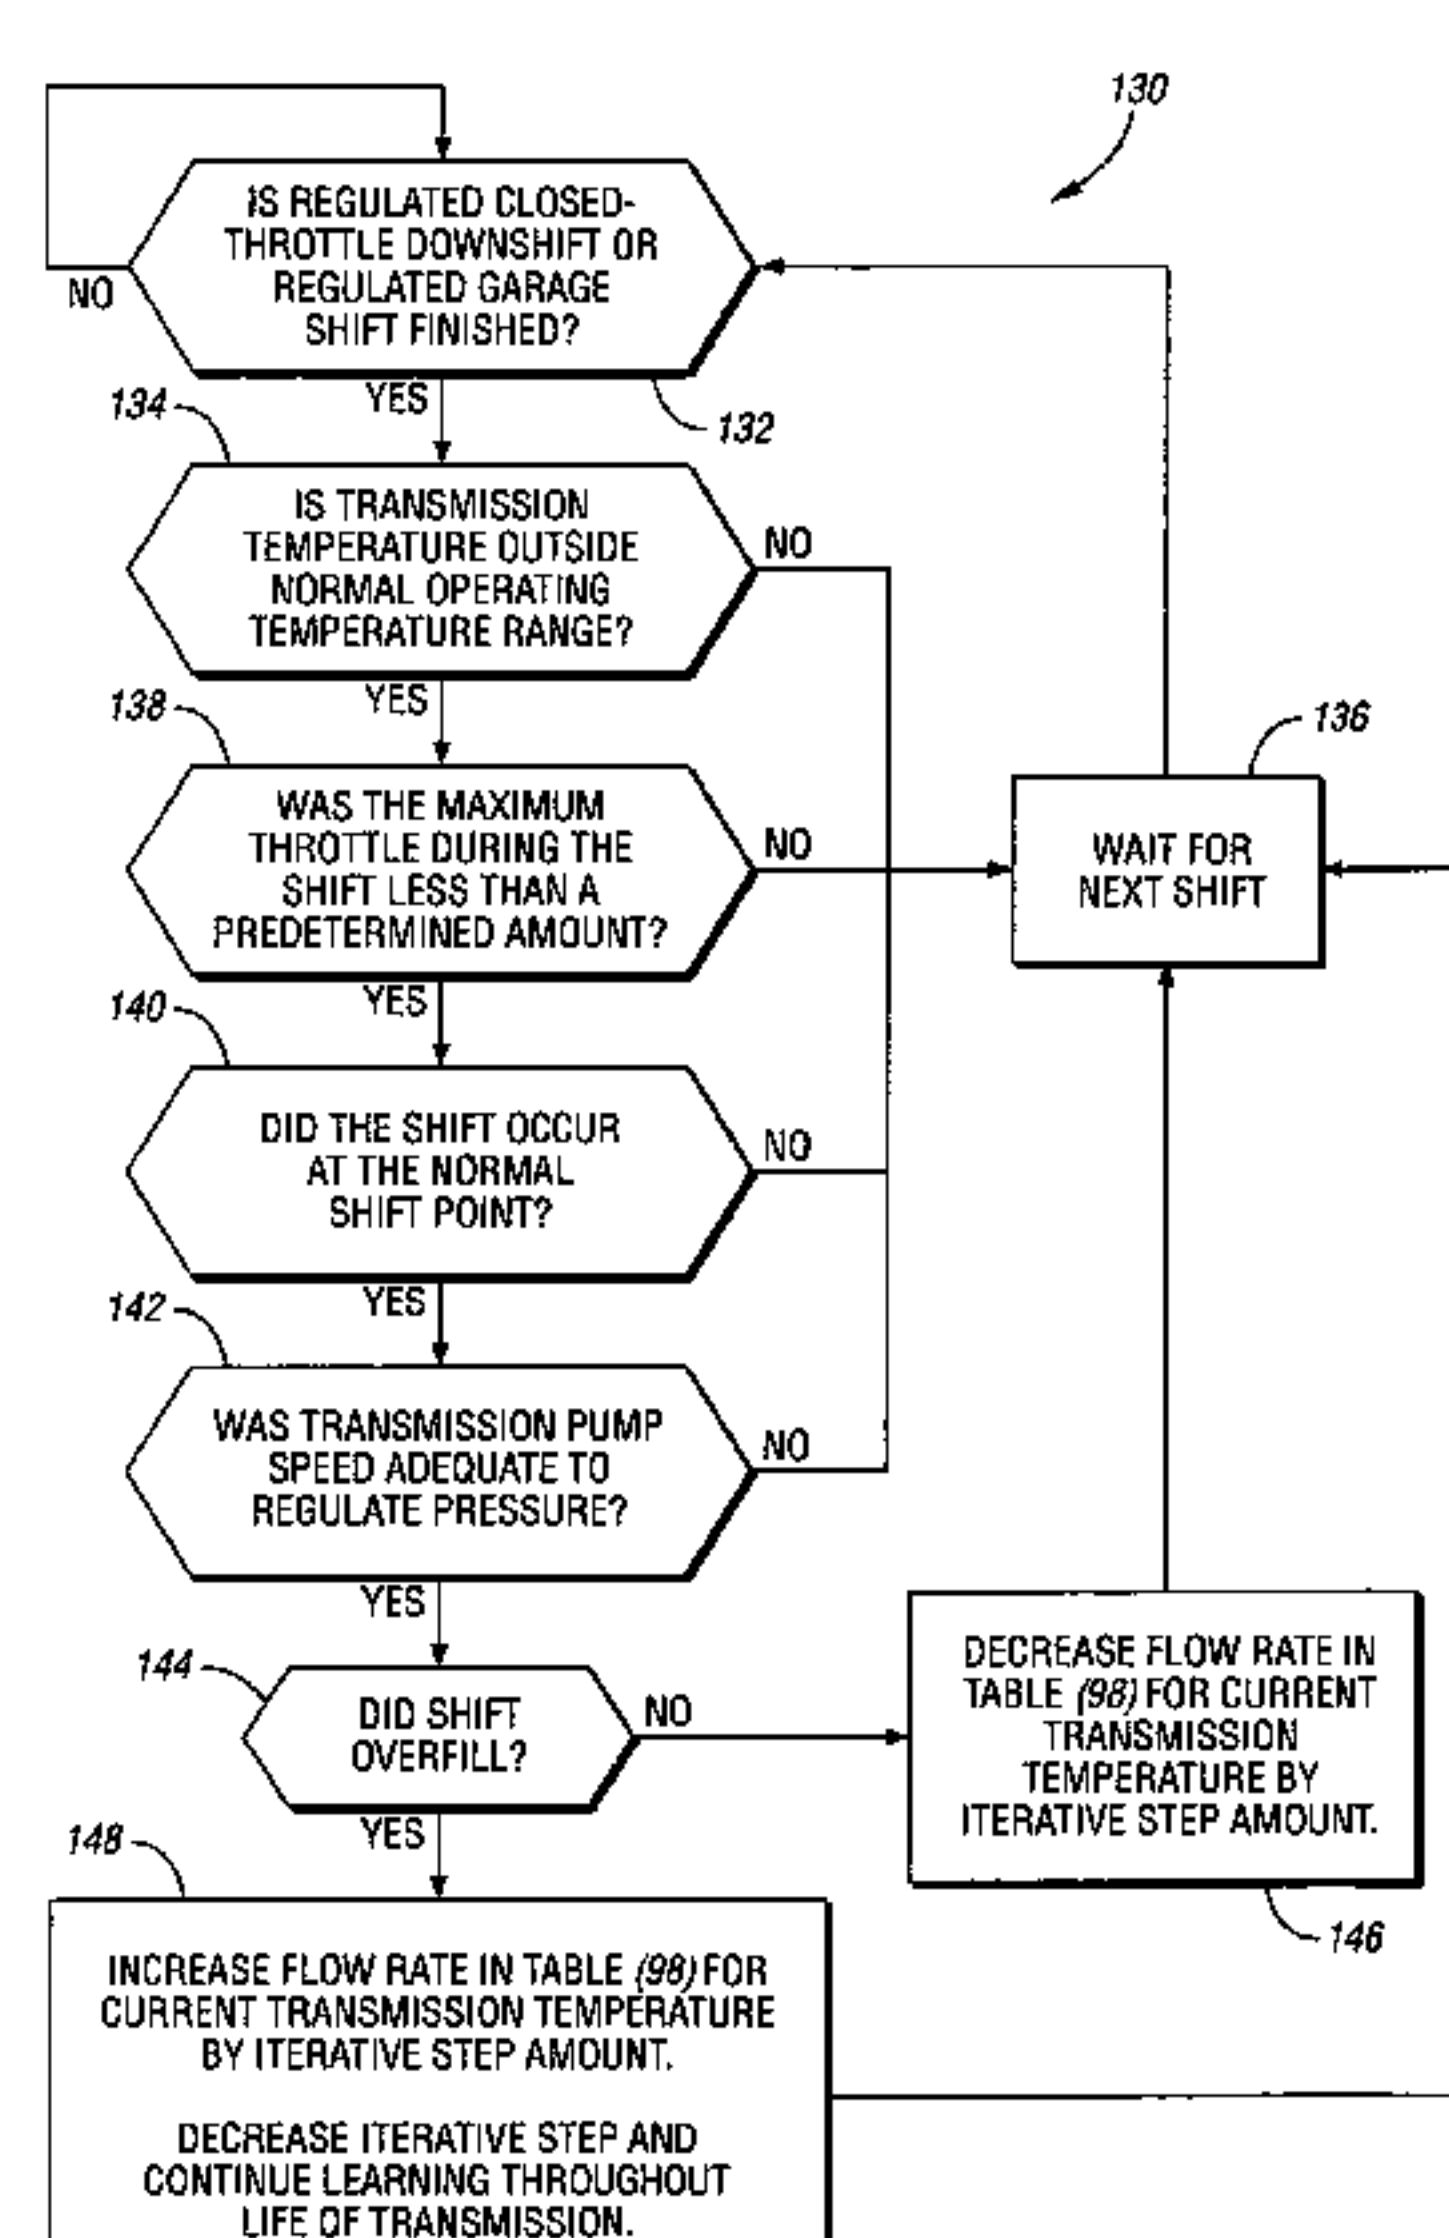 130
IS REGULATED CLOSED-
THROTTLE DOWNSHIFT OR
REGULATED GARAGE
SHIFT FINISHED?
NO
YES
132
134
IS TRANSMISSION
TEMPERATURE OUTSIDE
NORMAL OPERATING
TEMPERATURE RANGE?
NO
YES
136
WAIT FOR
NEXT SHIFT
138
WAS THE MAXIMUM
THROTTLE DURING THE
SHIFT LESS THAN A
PREDETERMINED AMOUNT?
NO
YES
140
DID THE SHIFT OCCUR
AT THE NORMAL
SHIFT POINT?
NO
YES
142
WAS TRANSMISSION PUMP
SPEED ADEQUATE TO
REGULATE PRESSURE?
NO
YES
144
DID SHIFT
OVERFILL?
NO
YES
DECREASE FLOW RATE IN
TABLE (98) FOR CURRENT
TRANSMISSION
TEMPERATURE BY
ITERATIVE STEP AMOUNT.
146
148
INCREASE FLOW RATE IN TABLE (98) FOR
CURRENT TRANSMISSION TEMPERATURE
BY ITERATIVE STEP AMOUNT.
DECREASE ITERATIVE STEP AND
CONTINUE LEARNING THROUGHOUT
LIFE OF TRANSMISSION.